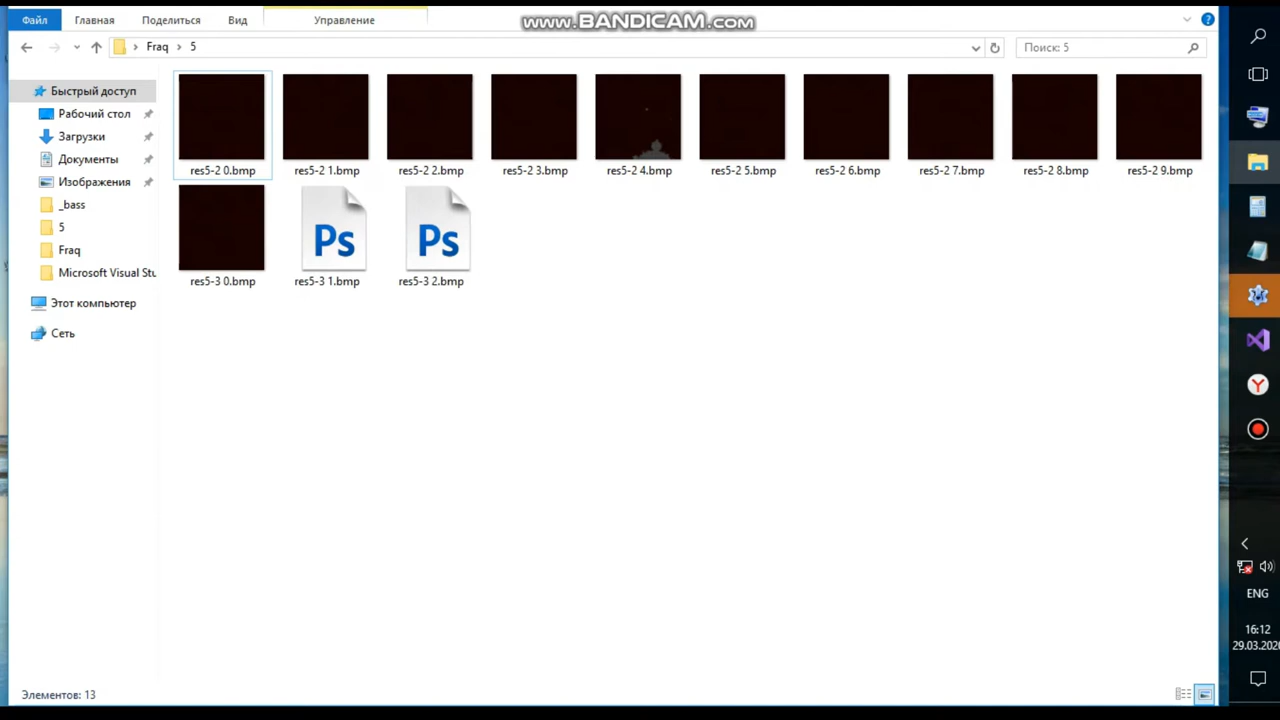 Файл Главная Поделиться Вид Управление
www.BANDICAM.com
Fraq 5
Поиск: 5
Быстрый доступ
Рабочий стол
Загрузки
Документы
Изображения
_bass
5
Fraq
Microsoft Visual Stu
Этот компьютер
Сеть
res5-2 0.bmp res5-2 1.bmp res5-2 2.bmp res5-2 3.bmp res5-2 4.bmp res5-2 5.bmp res5-2 6.bmp res5-2 7.bmp res5-2 8.bmp res5-2 9.bmp
Ps Ps
res5-3 0.bmp res5-3 1.bmp res5-3 2.bmp
Элементов: 13
ENG
16:12
29.03.202